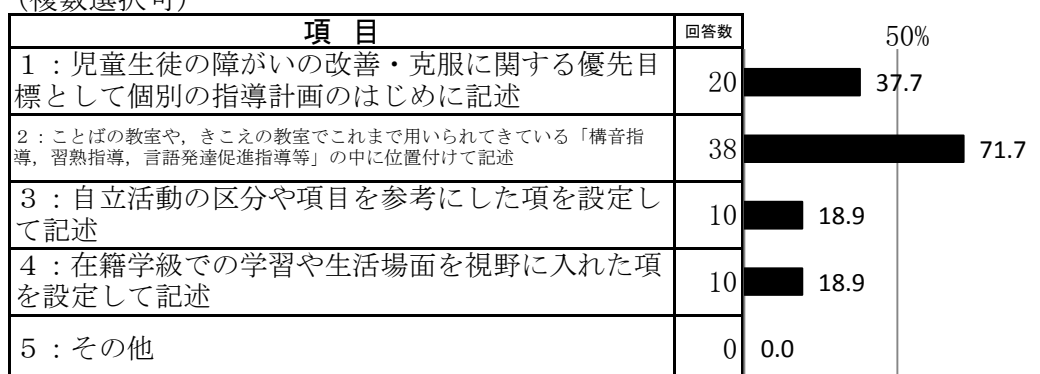 (複数選択可)
項　目
回答数
50%
1：児童生徒の障がいの改善・克服に関する優先目
標として個別の指導計画のはじめに記述
20
37.7
2：ことばの教室や，きこえの教室でこれまで用いられてきている「構音指
導，習熟指導，言語発達促進指導等」の中に位置付けて記述
38
71.7
3：自立活動の区分や項目を参考にした項を設定し
て記述
10
18.9
4：在籍学級での学習や生活場面を視野に入れた項
を設定して記述
10
18.9
5：その他
0
0.0